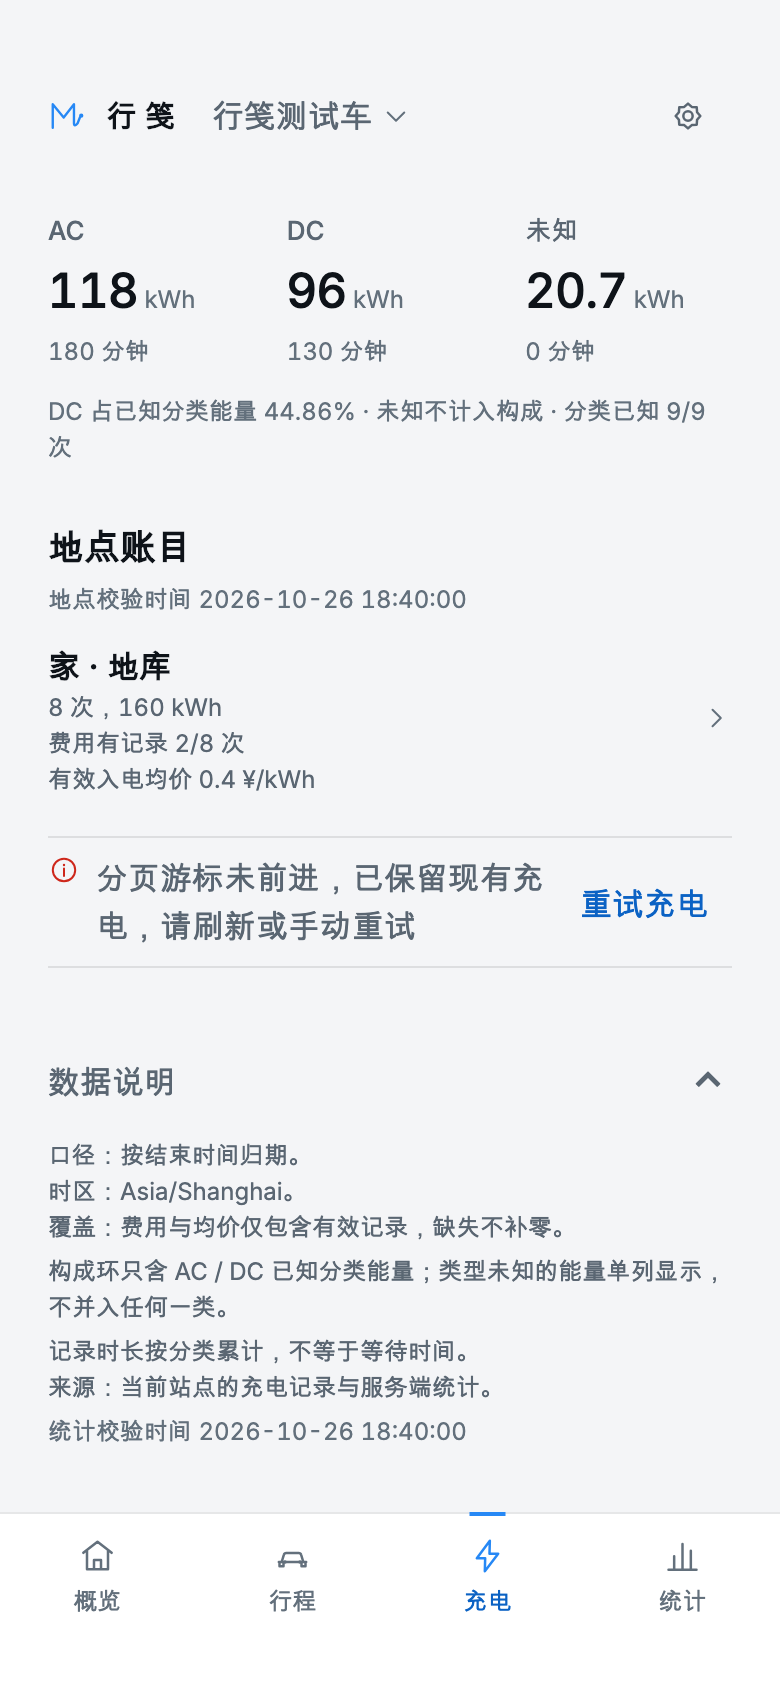 行笺 行笺测试车
AC DC 未知
118 kWh 96 kWh 20.7 kWh
180 分钟 130 分钟 0 分钟
DC 占已知分类能量 44.86% · 未知不计入构成 · 分类已知 9/9
次
地点账目
地点校验时间 2026-10-26 18:40:00
家 · 地库
8 次，160 kWh
费用有记录 2/8 次
有效入电均价 0.4 ¥/kWh
分页游标未前进，已保留现有充
电，请刷新或手动重试
重试充电
数据说明
口径：按结束时间归期。
时区：Asia/Shanghai。
覆盖：费用与均价仅包含有效记录，缺失不补零。
构成环只含 AC / DC 已知分类能量；类型未知的能量单列显示，
不并入任何一类。
记录时长按分类累计，不等于等待时间。
来源：当前站点的充电记录与服务端统计。
统计校验时间 2026-10-26 18:40:00
概览 行程 充电 统计